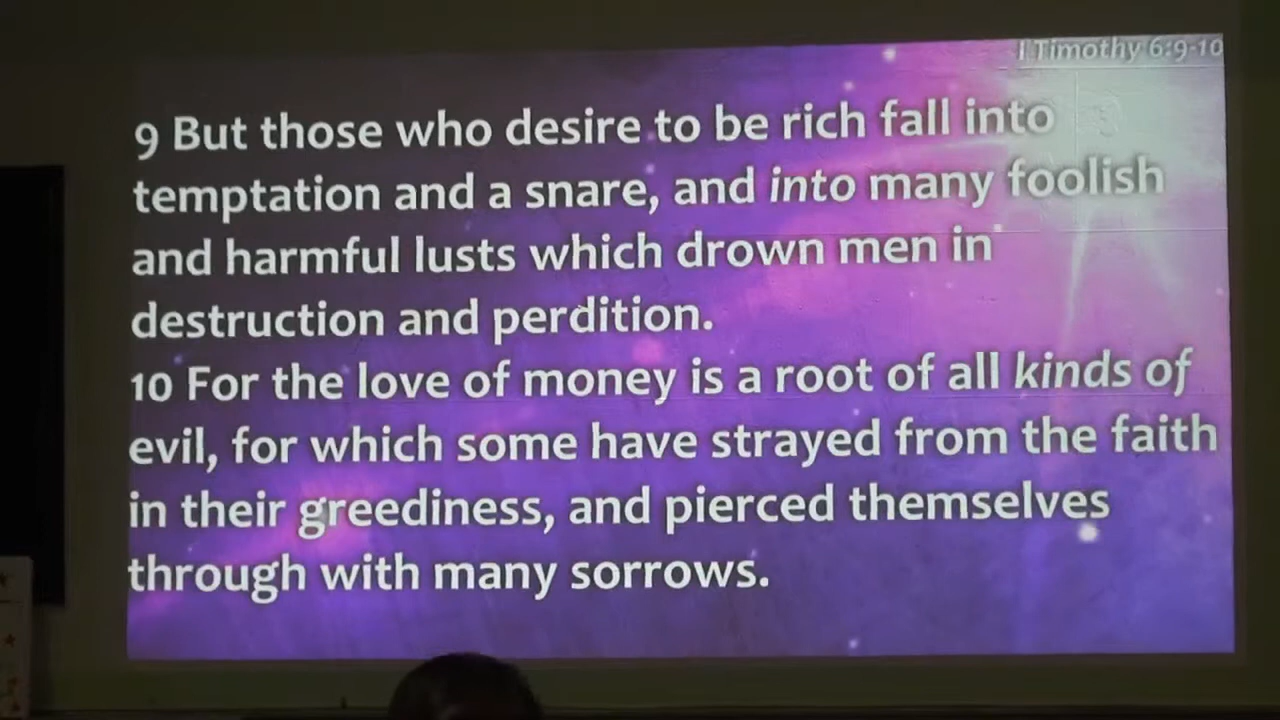 I Timothy 6:9-10
9 But those who desire to be rich fall into
temptation and a snare, and into many foolish
and harmful lusts which drown men in
destruction and perdition.
10 For the love of money is a root of all kinds of
evil, for which some have strayed from the faith
in their greediness, and pierced themselves
through with many sorrows.